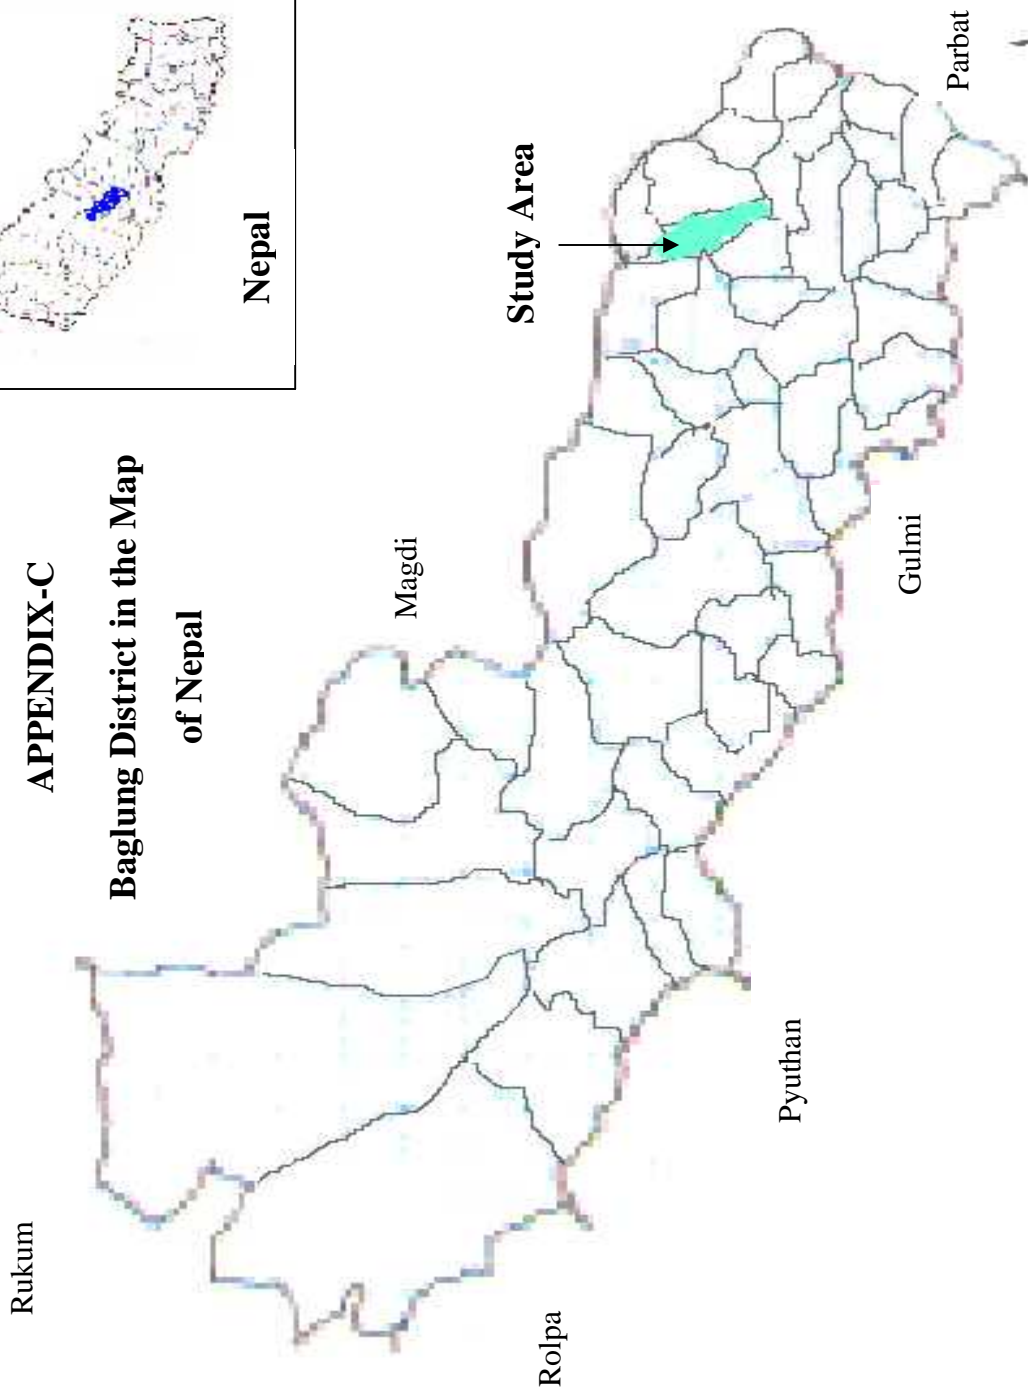 APPENDIX-C
Baglung District in the Map
of Nepal
Nepal
Rukum
Magdi
Study Area
Parbat
Rolpa
Pyuthan
Gulmi